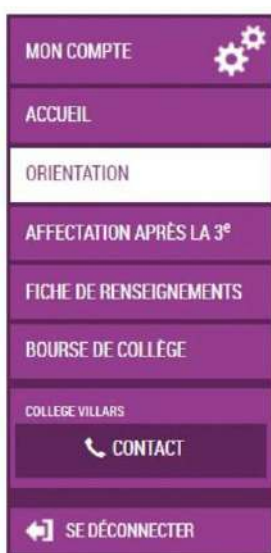 MON COMPTE
ACCUEIL
ORIENTATION
AFFECTATION APRÈS LA 3e
FICHE DE RENSEIGNEMENTS
BOURSE DE COLLÈGE
COLLEGE VILLARS
CONTACT
SE DÉCONNECTER